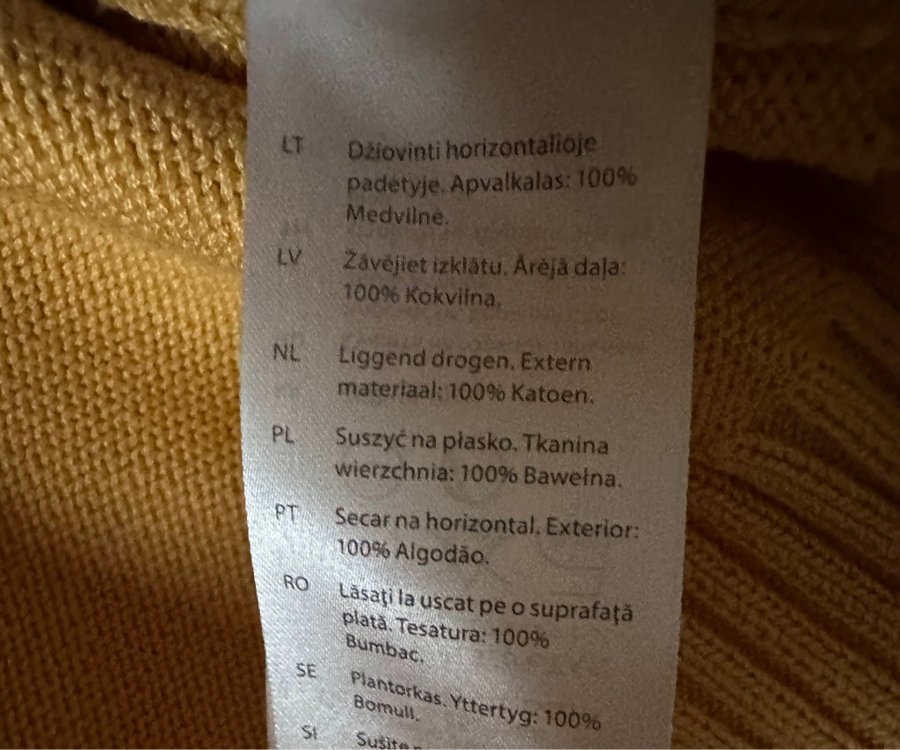 LT Džiovinti horizontalioje
padėtyje. Apvalkalas: 100%
Medvilnė.
LV Žāvējiet izklātu. Ārējā daļa:
100% Kokvilna.
NL Liggend drogen. Extern
materiaal: 100% Katoen.
PL Suszyć na płasko. Tkanina
wierzchnia: 100% Bawełna.
PT Secar na horizontal. Exterior:
100% Algodão.
RO Lăsaţi la uscat pe o suprafaţă
plată. Tesatura: 100%
Bumbac.
SE Plantorkas. Yttertyg: 100%
Bomull.
SI Sušite